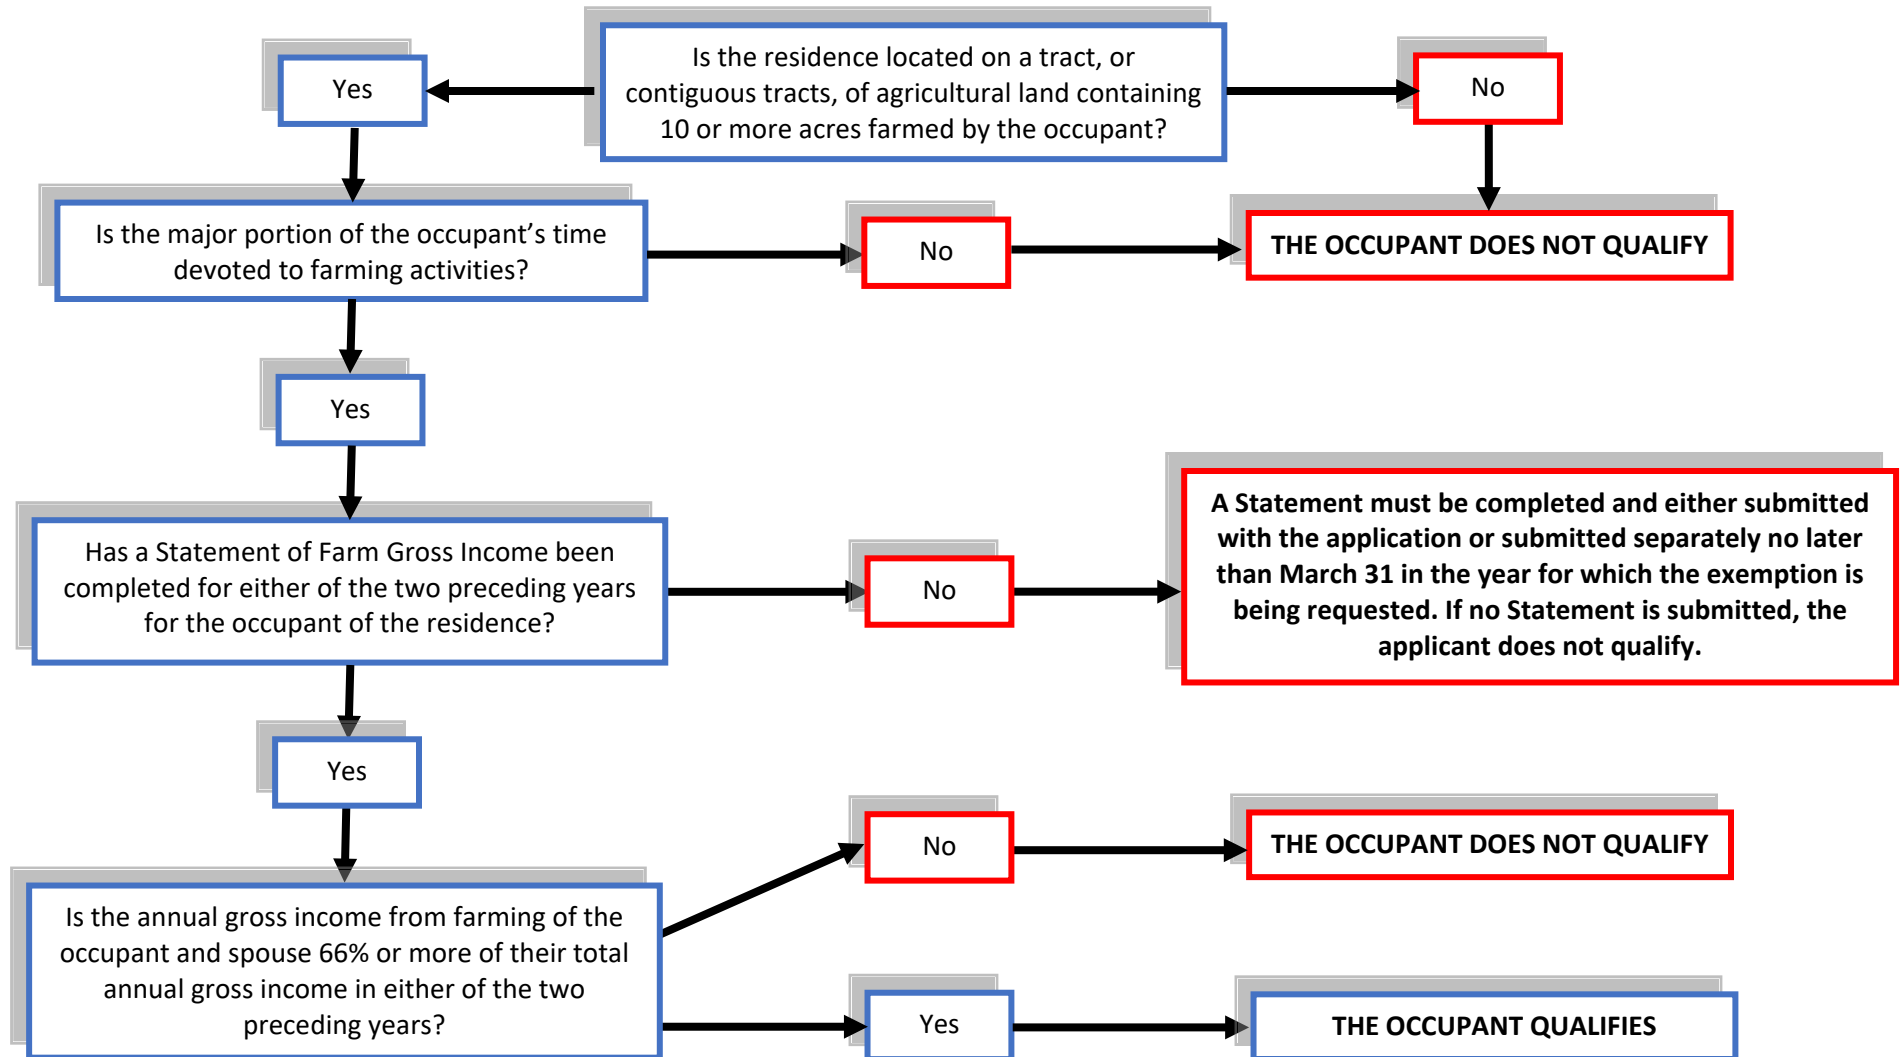 Is the residence located on a tract, or
contiguous tracts, of agricultural land containing
10 or more acres farmed by the occupant?
Yes
No
Is the major portion of the occupant’s time
devoted to farming activities?
No
THE OCCUPANT DOES NOT QUALIFY
Yes
Has a Statement of Farm Gross Income been
completed for either of the two preceding years
for the occupant of the residence?
No
A Statement must be completed and either submitted
with the application or submitted separately no later
than March 31 in the year for which the exemption is
being requested. If no Statement is submitted, the
applicant does not qualify.
Yes
Is the annual gross income from farming of the
occupant and spouse 66% or more of their total
annual gross income in either of the two
preceding years?
No
THE OCCUPANT DOES NOT QUALIFY
Yes
THE OCCUPANT QUALIFIES